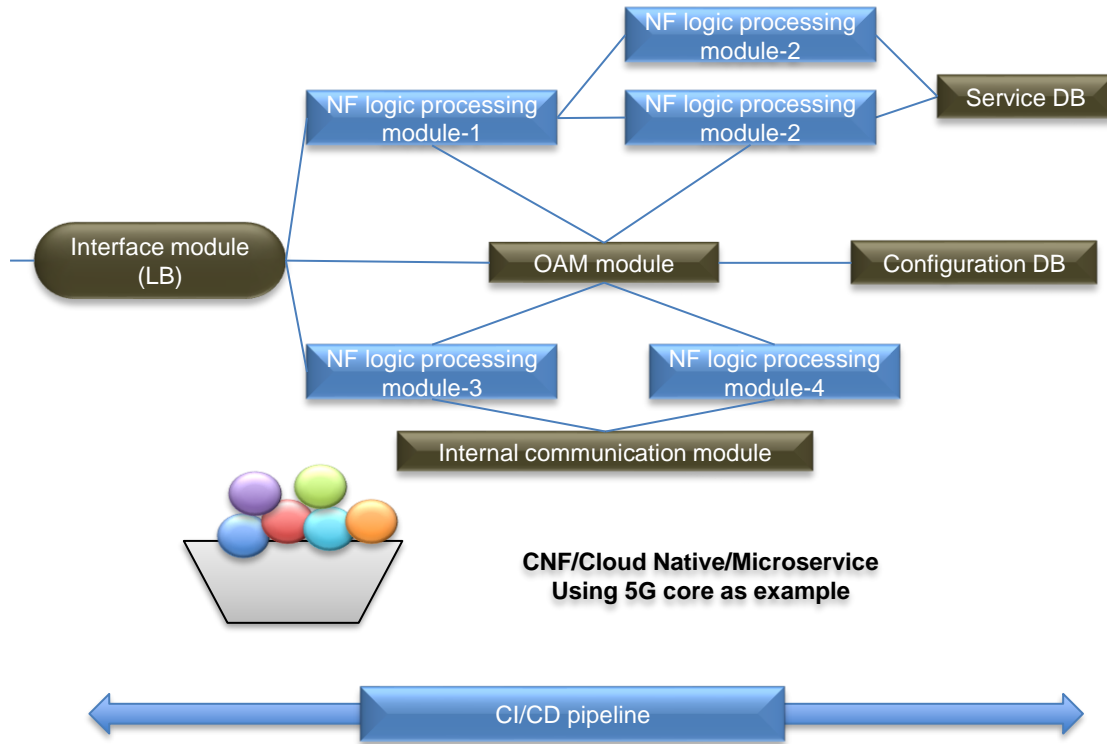 NF logic processing
module-2
NF logic processing
module-1
NF logic processing
module-2
Service DB
Interface module
(LB)
OAM module
Configuration DB
NF logic processing
module-3
NF logic processing
module-4
Internal communication module
CNF/Cloud Native/Microservice
Using 5G core as example
CI/CD pipeline